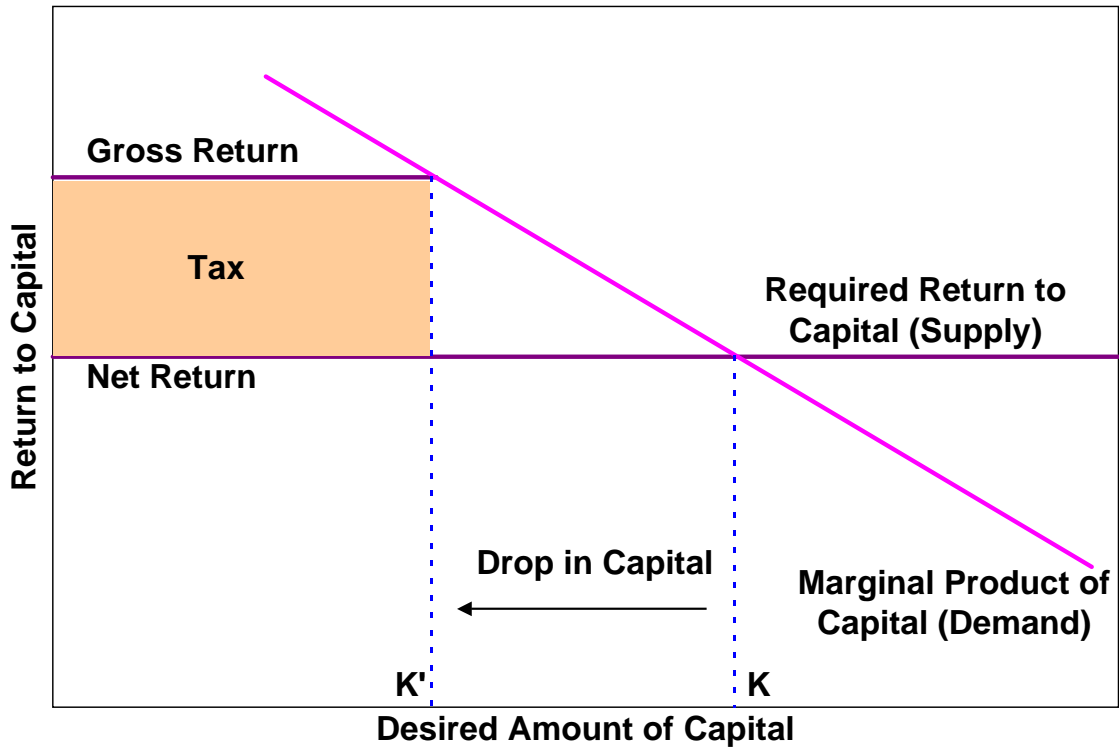 Gross Return
Tax
Return to Capital
Required Return to
Capital (Supply)
Net Return
Drop in Capital
Marginal Product of
Capital (Demand)
K'
K
Desired Amount of Capital